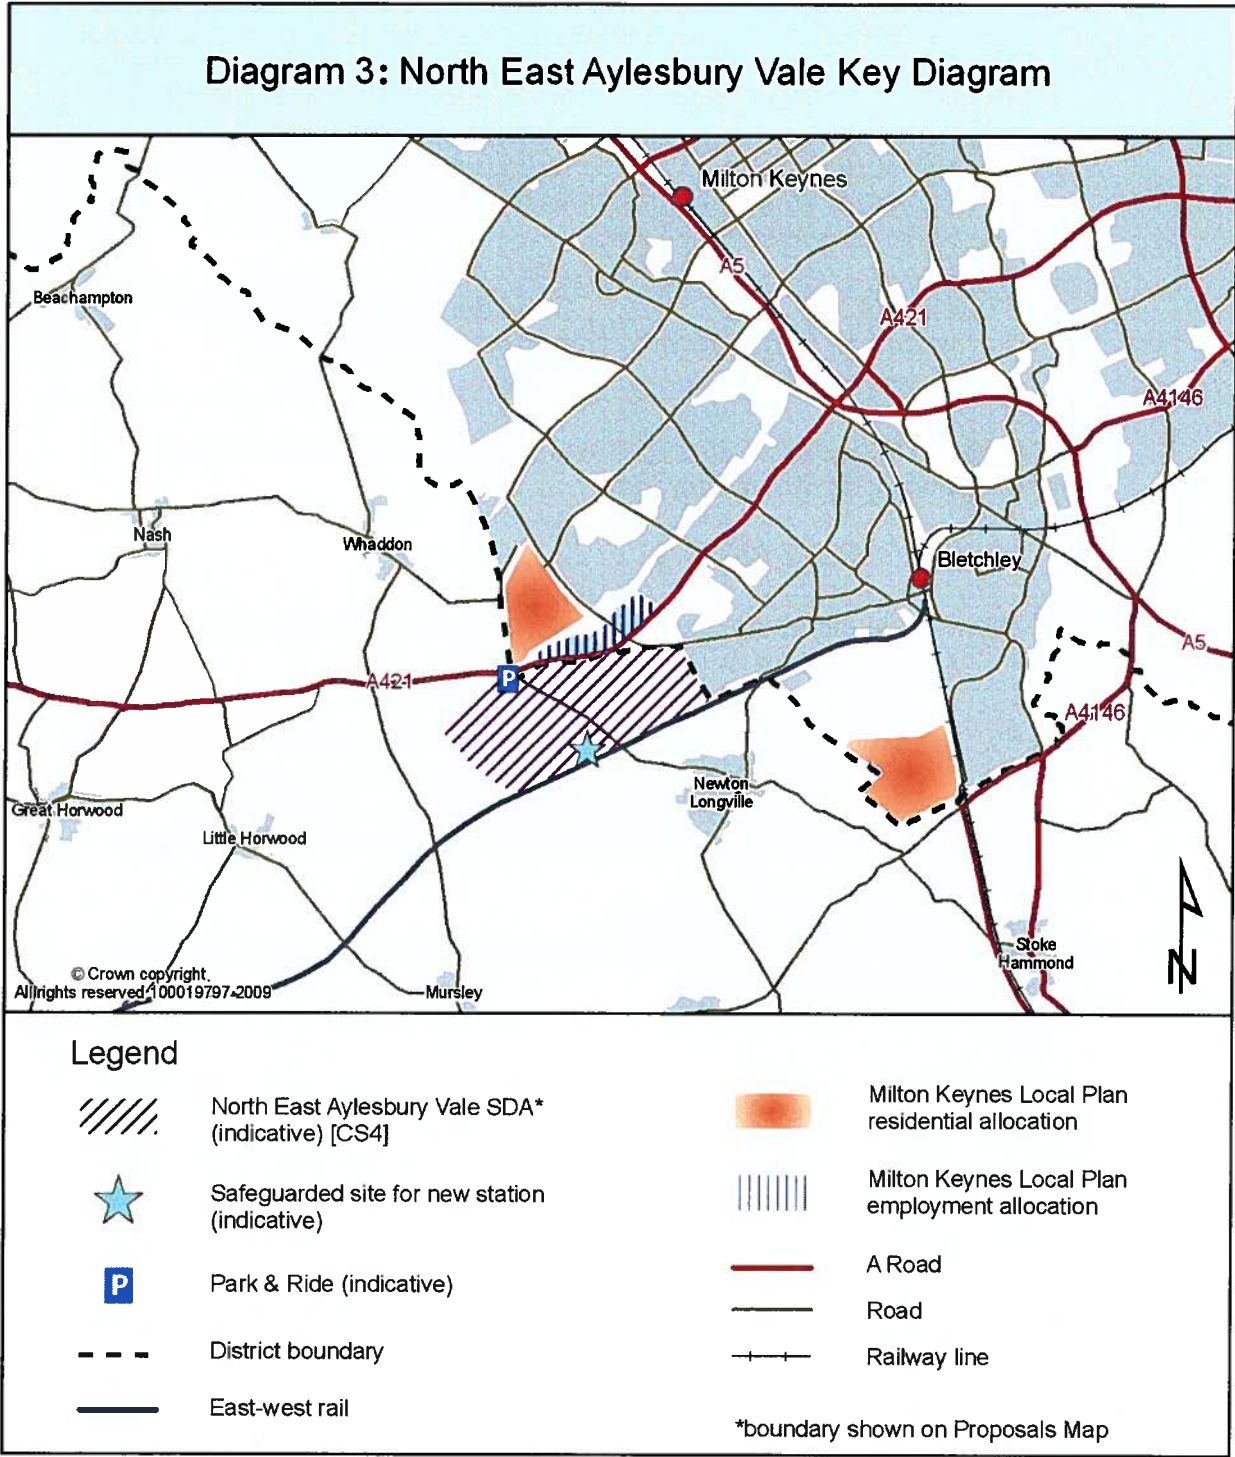 Diagram 3: North East Aylesbury Vale Key Diagram
Milton Keynes
A5
Beachampton
A421
A4146
Nash
Whaddon
Bletchley
A5
P
A421
A4146
Newton
Longville
Great Horwood
Little Horwood
Stoke
Hammond
© Crown copyright.
All rights reserved 100019797 2009
Mursley
N
Legend
North East Aylesbury Vale SDA*
(indicative) [CS4]
Safeguarded site for new station
(indicative)
P
Park & Ride (indicative)
District boundary
East-west rail
Milton Keynes Local Plan
residential allocation
Milton Keynes Local Plan
employment allocation
A Road
Road
Railway line
*boundary shown on Proposals Map